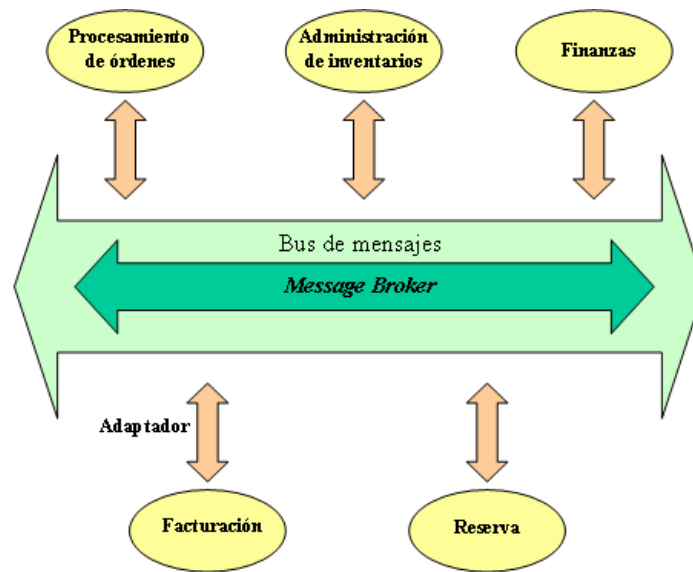 Procesamiento
de órdenes
Administración
de inventarios
Finanzas
Bus de mensajes
Message Broker
Adaptador
Facturación
Reserva